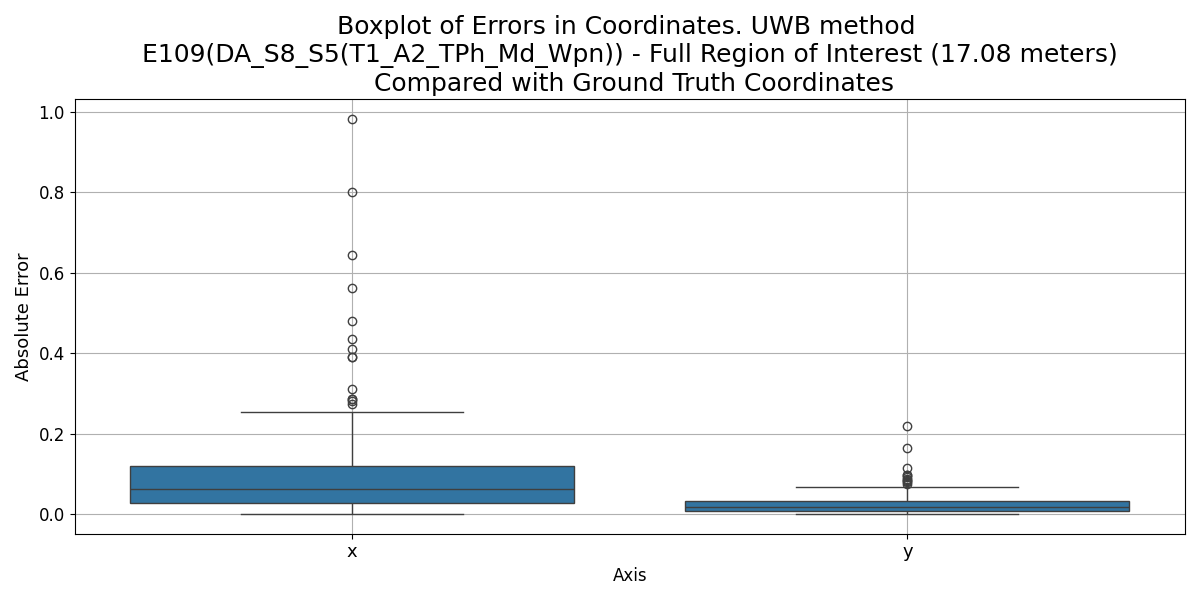 Boxplot of Errors in Coordinates. UWB method
E109(DA_S8_S5(T1_A2_TPh_Md_Wpn)) - Full Region of Interest (17.08 meters)
Compared with Ground Truth Coordinates
1.0
0.8
0.6
0.4
0.2
0.0
Absolute Error
x y
Axis